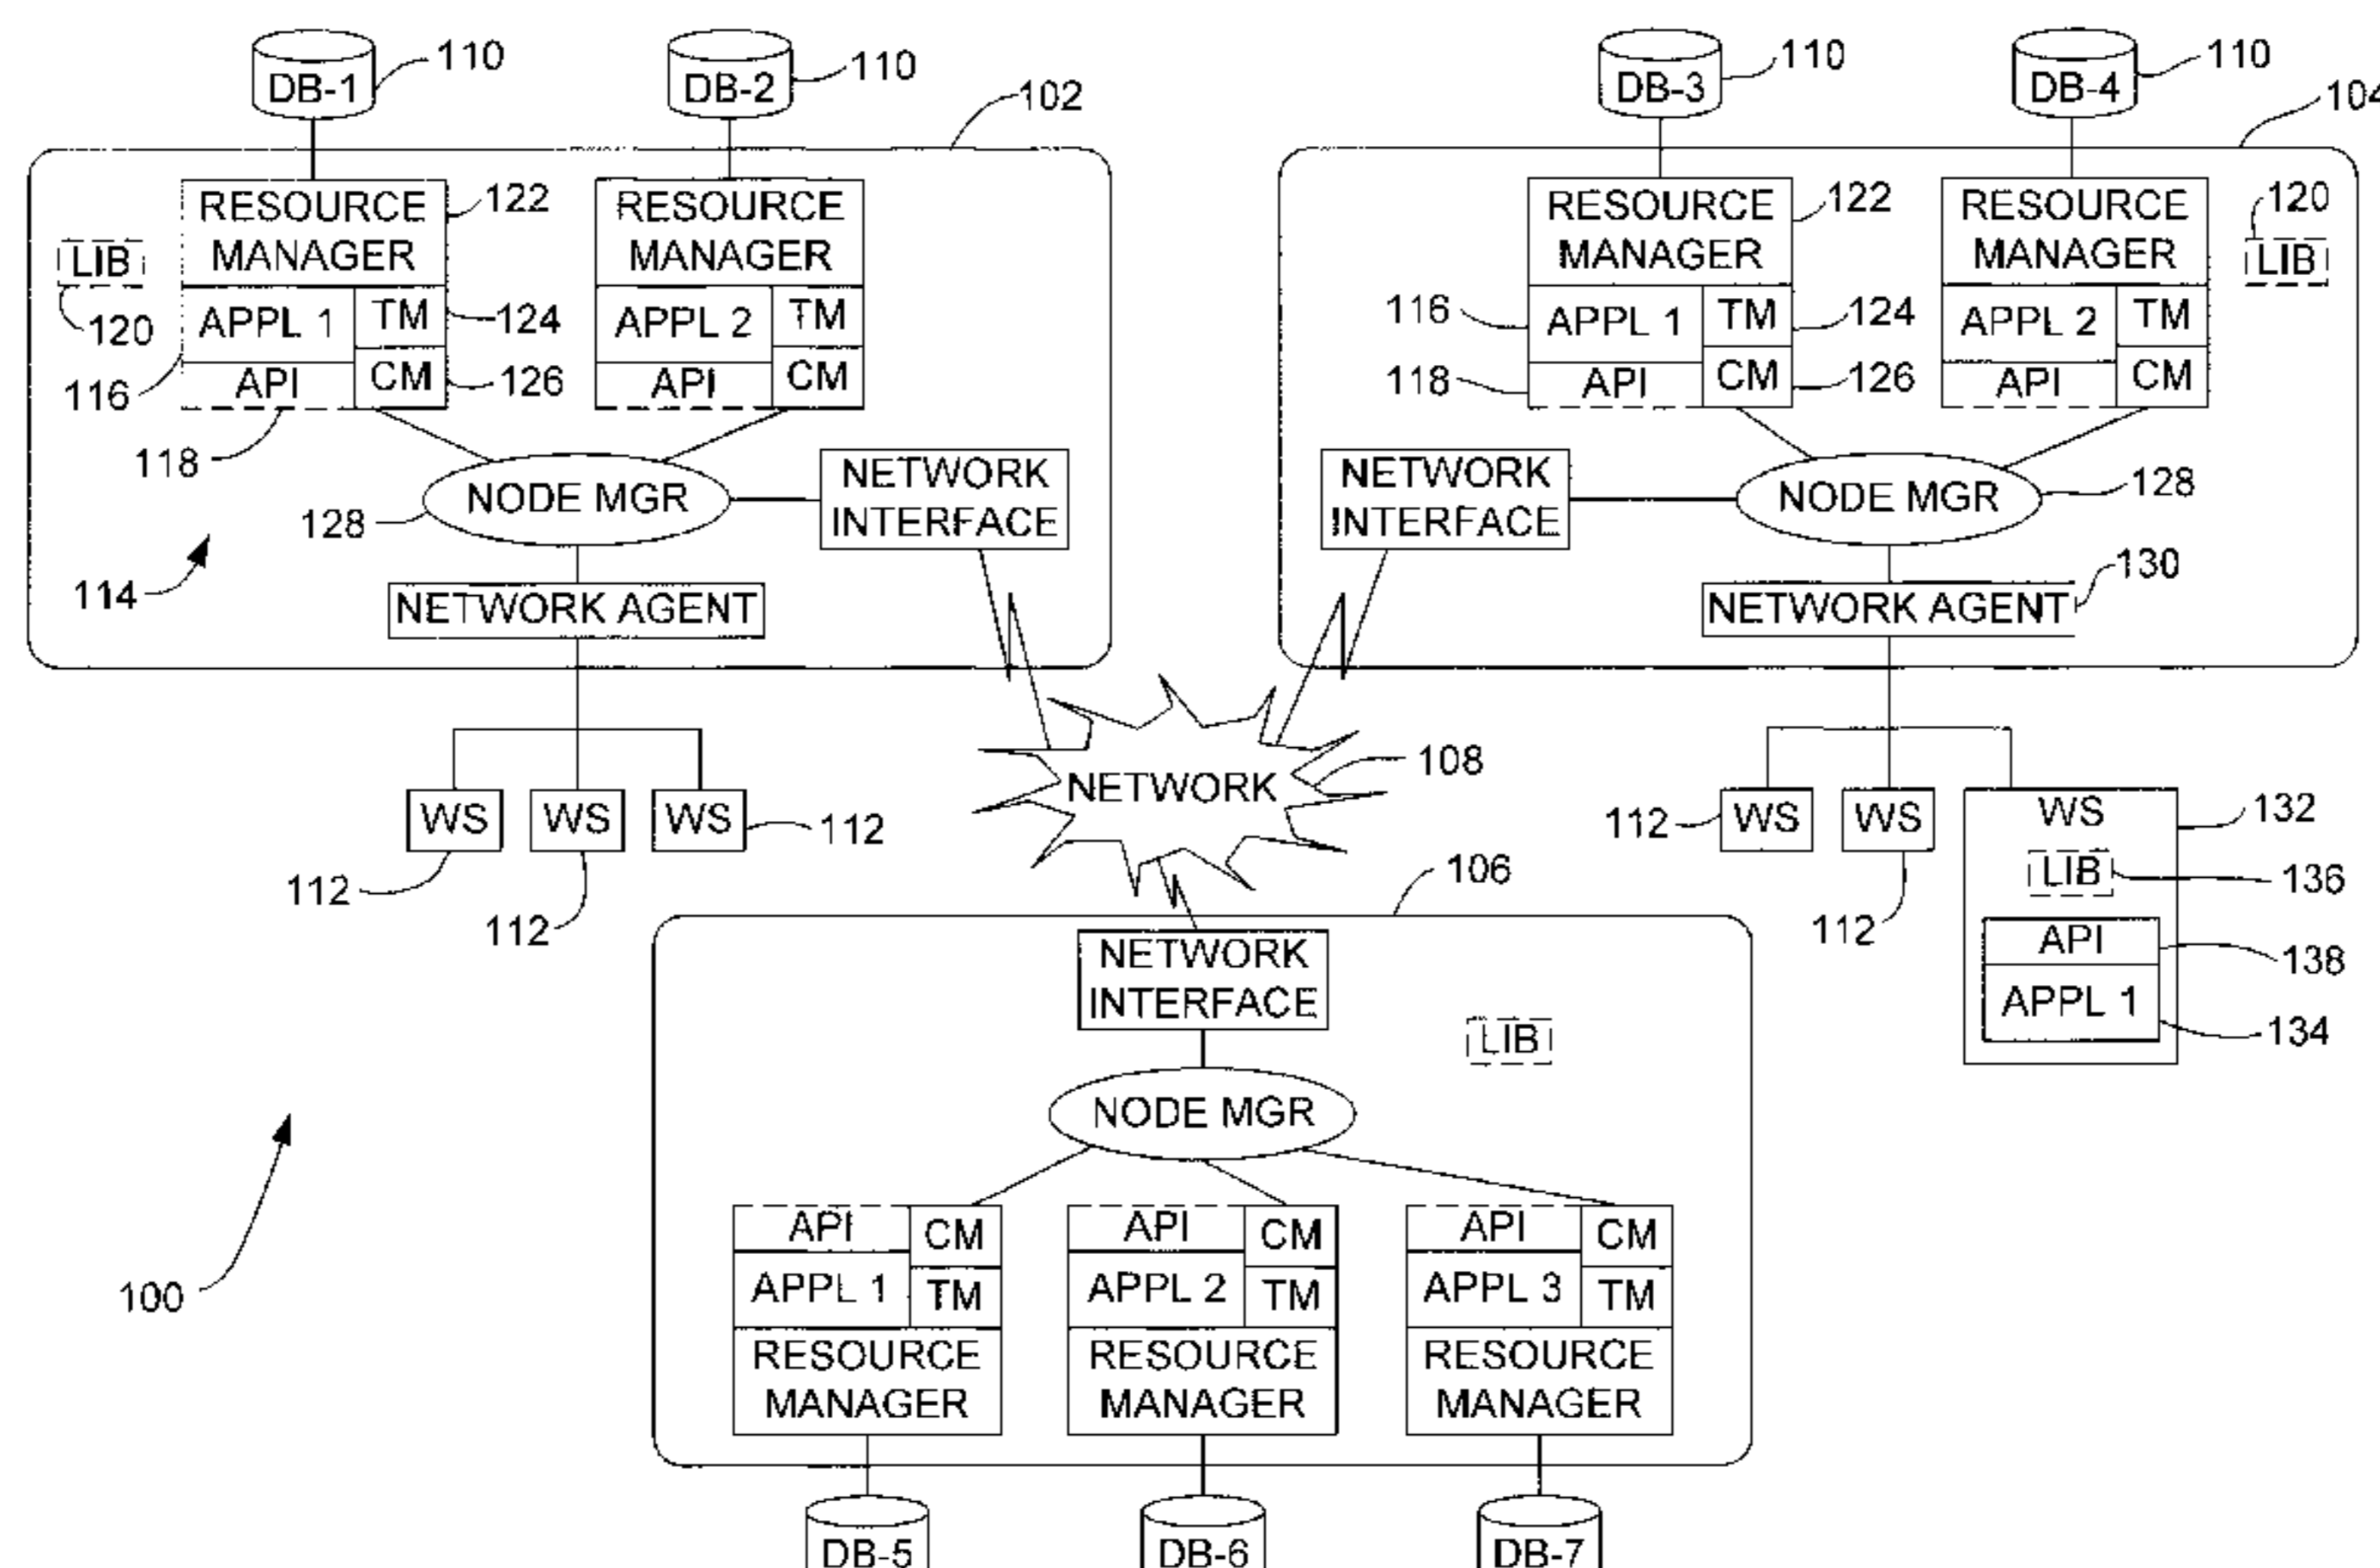 DB-1 110
DB-2 110
102
DB-3 110
DB-4 110
104
RESOURCE MANAGER 122
RESOURCE MANAGER
LIB
120
APPL 1 TM 124
116
API CM 126
118
APPL 2 TM
API CM
NODE MGR
128
NETWORK INTERFACE
114
NETWORK AGENT
WS WS WS 112
112
112
RESOURCE MANAGER 122
RESOURCE MANAGER
120
LIB
116 APPL 1 TM 124
118 API CM 126
APPL 2 TM
API CM
NETWORK INTERFACE
NODE MGR 128
130
NETWORK AGENT
NETWORK 108
112 WS WS
112
WS 132
LIB 136
API 138
APPL 1 134
106
NETWORK INTERFACE
LIB
NODE MGR
100
API CM
APPL 1 TM
RESOURCE MANAGER
API CM
APPL 2 TM
RESOURCE MANAGER
API CM
APPL 3 TM
RESOURCE MANAGER
DB-5
DB-6
DB-7